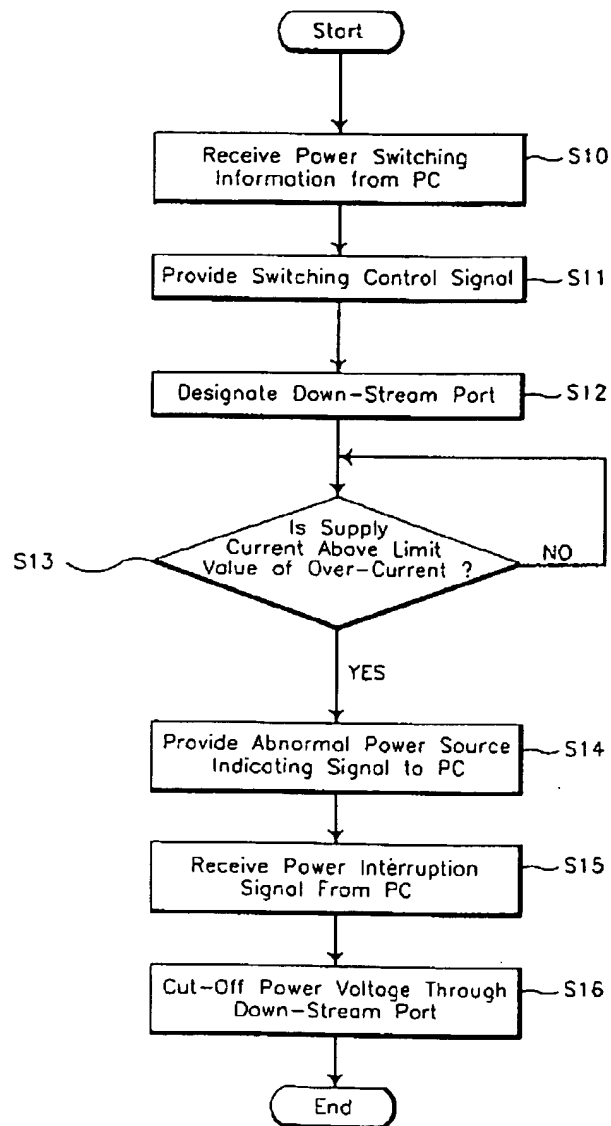 Start
Receive Power Switching
Information from PC
S10
Provide Switching Control Signal
S11
Designate Down-Stream Port
S12
Is Supply
Current Above Limit
Value of Over-Current ?
S13
NO
YES
Provide Abnormal Power Source
Indicating Signal to PC
S14
Receive Power Interruption
Signal From PC
S15
Cut-Off Power Voltage Through
Down-Stream Port
S16
End